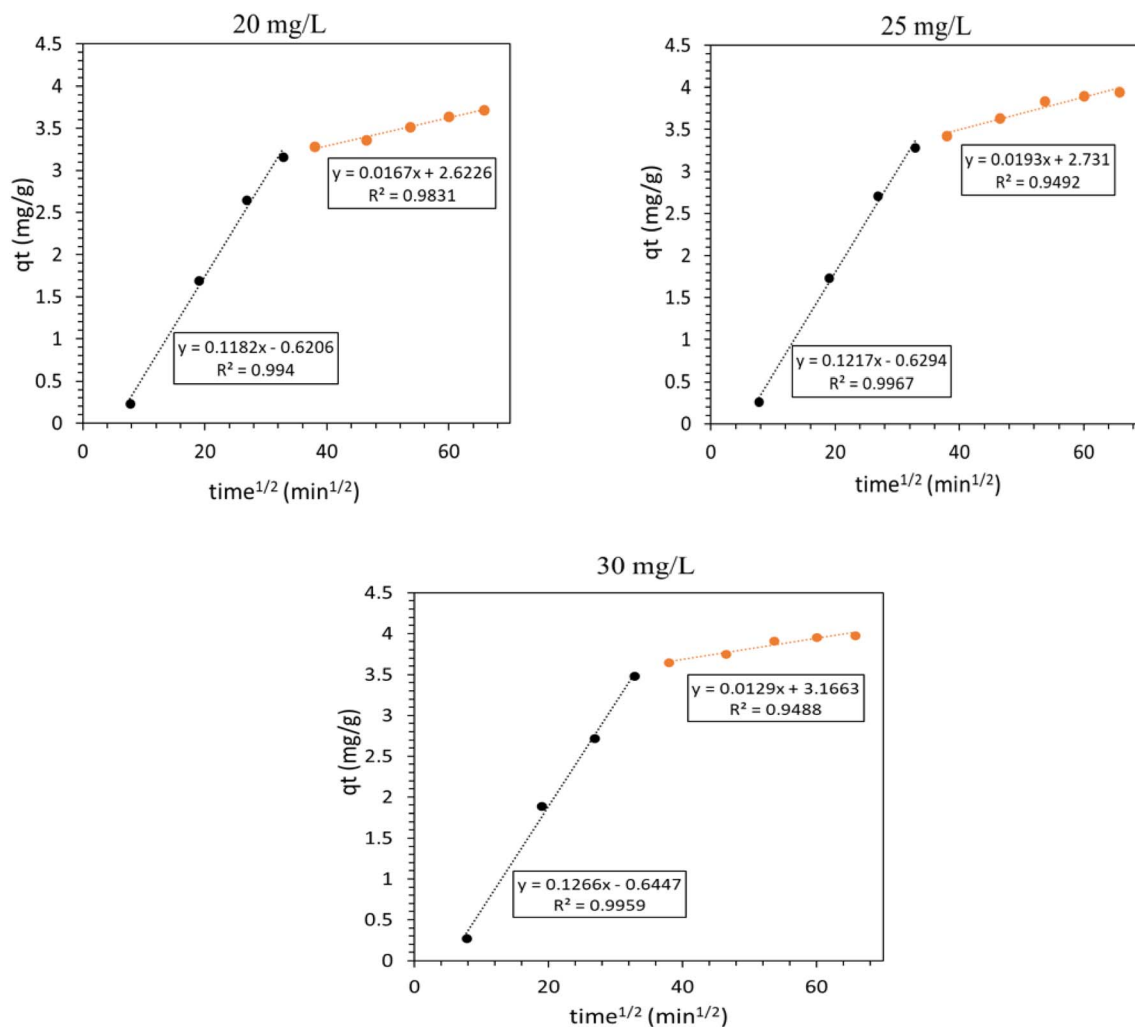 20 mg/L
4.5
4
3.5
3
2.5
2
1.5
1
0.5
0
qt (mg/g)
y = 0.0167x + 2.6226
R² = 0.9831
y = 0.1182x - 0.6206
R² = 0.994
0 20 40 60
time¹/² (min¹/²)
25 mg/L
4.5
4
3.5
3
2.5
2
1.5
1
0.5
0
qt (mg/g)
y = 0.0193x + 2.731
R² = 0.9492
y = 0.1217x - 0.6294
R² = 0.9967
0 20 40 60
time¹/² (min¹/²)
30 mg/L
4.5
4
3.5
3
2.5
2
1.5
1
0.5
0
qt (mg/g)
y = 0.0129x + 3.1663
R² = 0.9488
y = 0.1266x - 0.6447
R² = 0.9959
0 20 40 60
time¹/² (min¹/²)